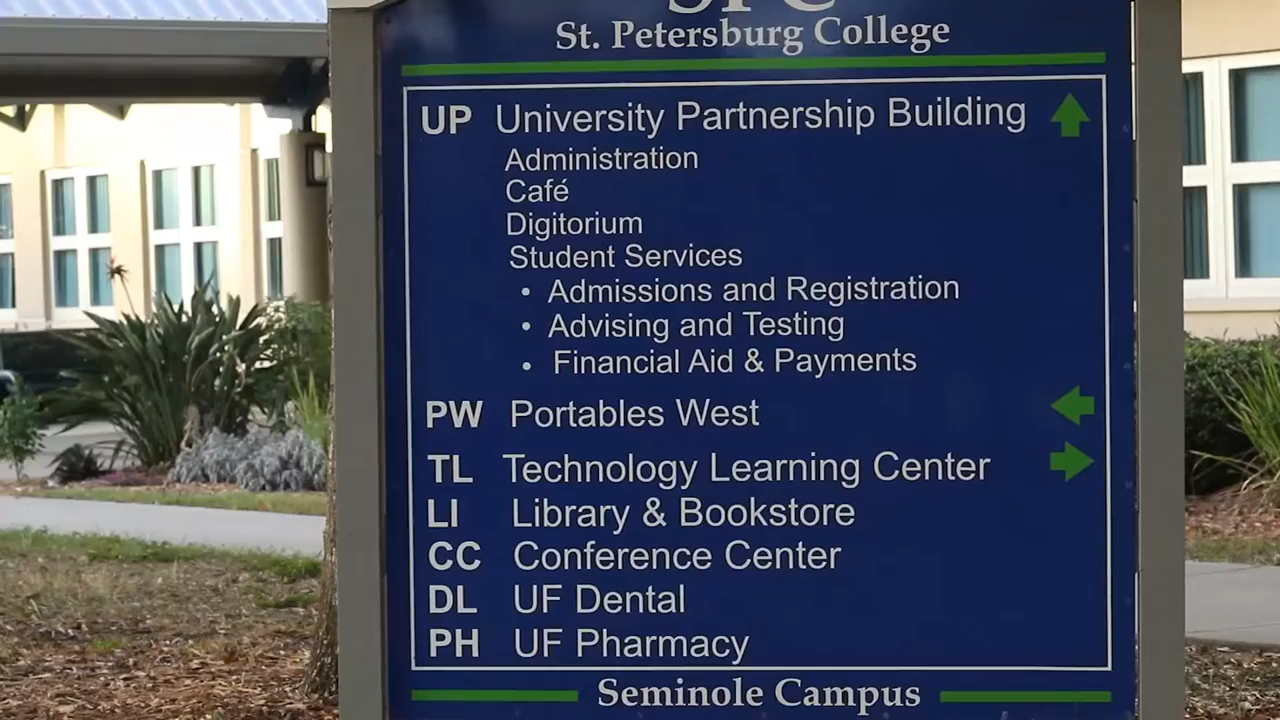 SPC
St. Petersburg College
UP University Partnership Building
Administration
Café
Digitorium
Student Services
• Admissions and Registration
• Advising and Testing
• Financial Aid & Payments
PW Portables West
TL Technology Learning Center
LI Library & Bookstore
CC Conference Center
DL UF Dental
PH UF Pharmacy
Seminole Campus